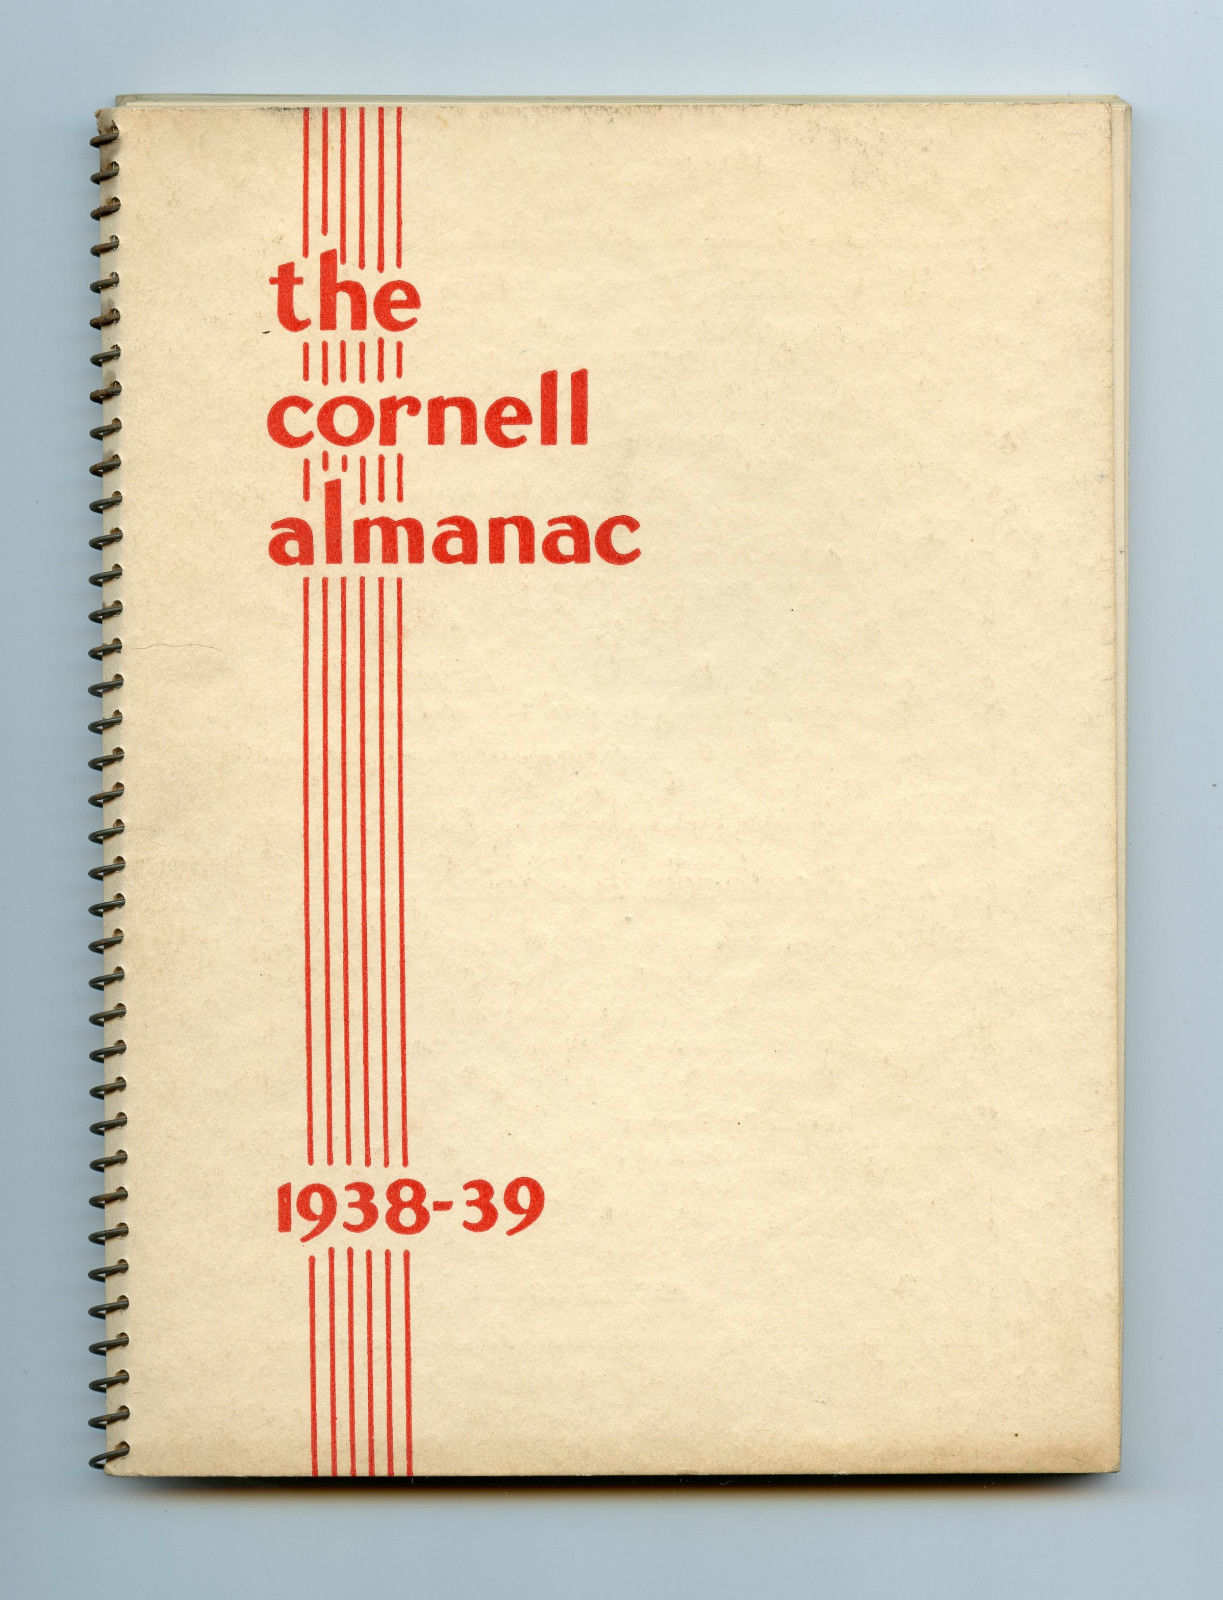 the
cornell
almanac
1938-39